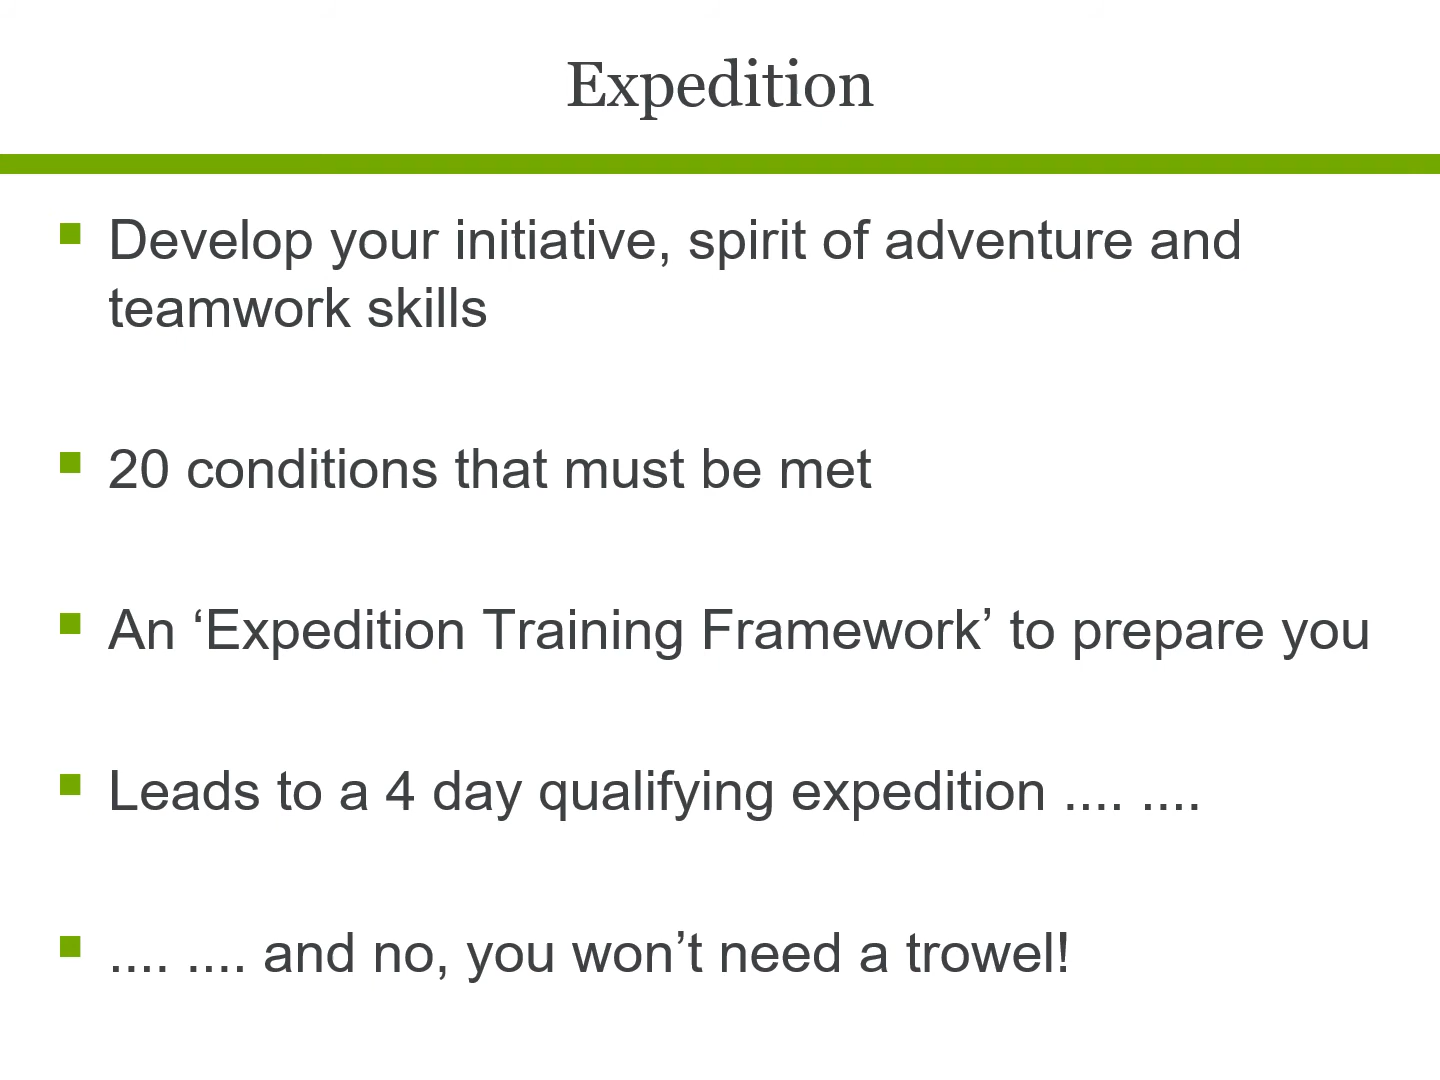 Expedition
Develop your initiative, spirit of adventure and
teamwork skills
20 conditions that must be met
An ‘Expedition Training Framework’ to prepare you
Leads to a 4 day qualifying expedition .... ....
.... .... and no, you won’t need a trowel!